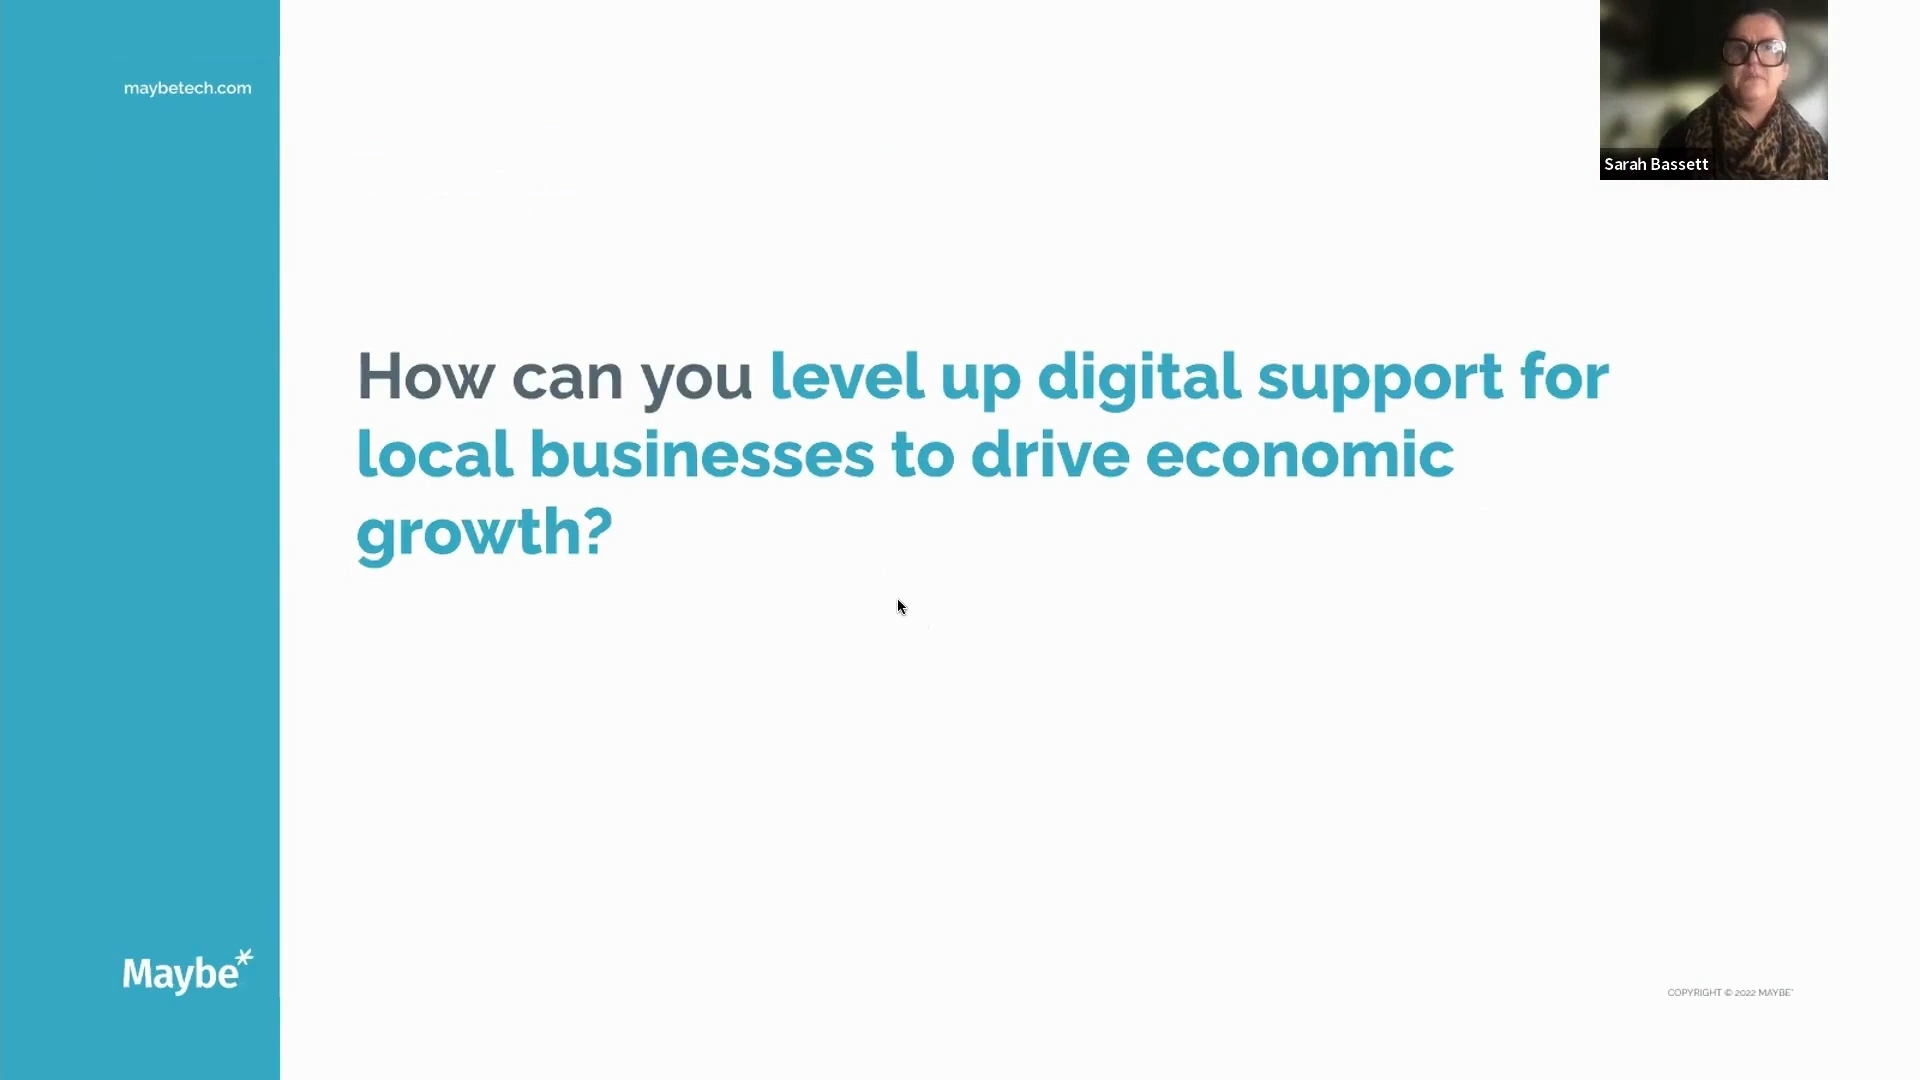 maybetech.com
Sarah Bassett
How can you level up digital support for
local businesses to drive economic
growth?
Maybe*
COPYRIGHT © 2022 MAYBE*